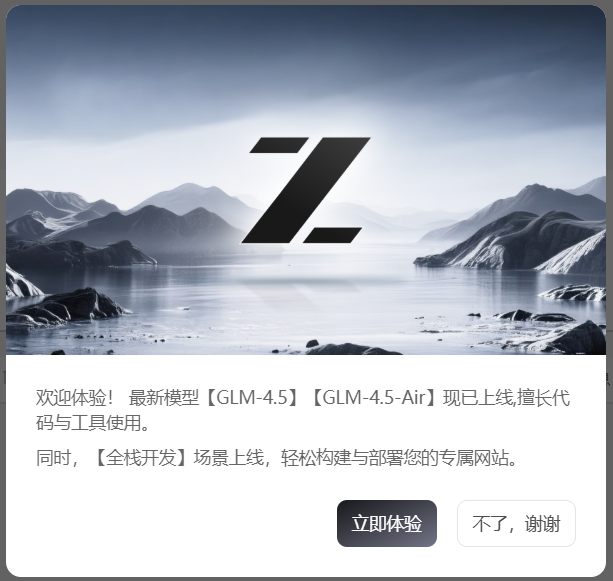 Z
欢迎体验! 最新模型【GLM-4.5】【GLM-4.5-Air】现已上线,擅长代
码与工具使用。
同时，【全栈开发】场景上线，轻松构建与部署您的专属网站。
立即体验
不了，谢谢